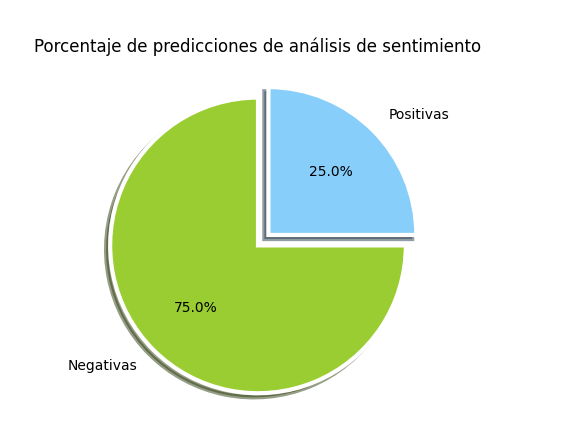 Porcentaje de predicciones de análisis de sentimiento
Positivas
25.0%
75.0%
Negativas